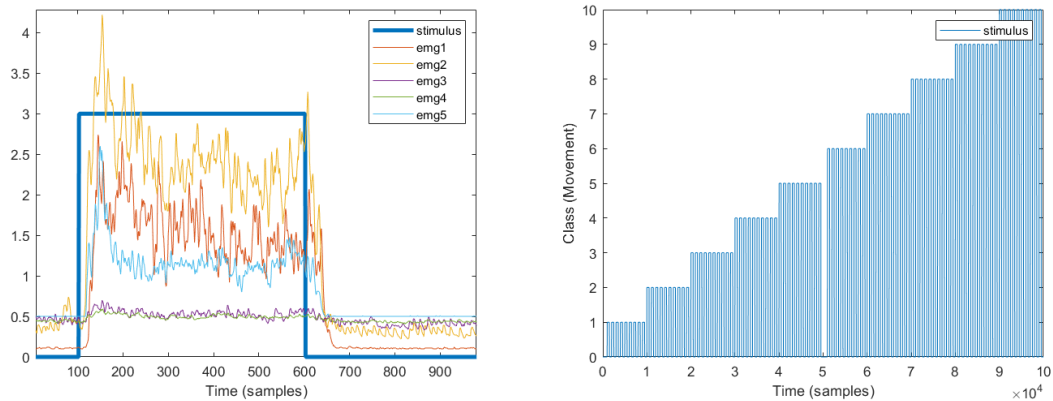 4
3.5
3
2.5
2
1.5
1
0.5
0
100 200 300 400 500 600 700 800 900
Time (samples)
stimulus
emg1
emg2
emg3
emg4
emg5
10
9
8
7
6
5
4
3
2
1
0
Class (Movement)
0 1 2 3 4 5 6 7 8 9 10
Time (samples)
×10⁴
stimulus